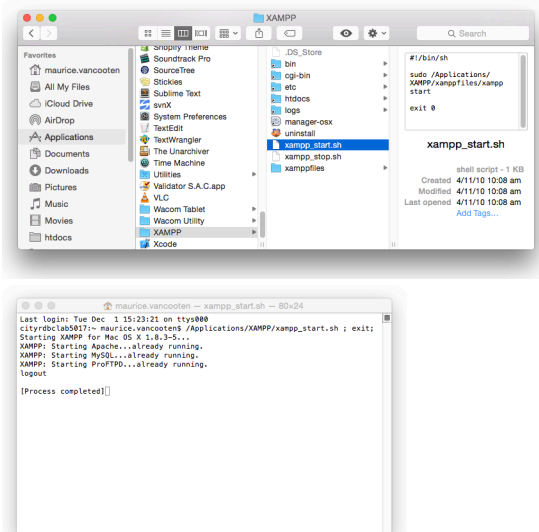 XAMPP
Search
Favorites
maurice.vancooten
All My Files
iCloud Drive
AirDrop
Applications
Documents
Downloads
Pictures
Music
Movies
htdocs
Shopify Theme
Soundtrack Pro
SourceTree
Stickies
Sublime Text
svnX
System Preferences
TextEdit
TextWrangler
The Unarchiver
Time Machine
Utilities
Validator S.A.C.app
VLC
Wacom Tablet
Wacom Utility
XAMPP
Xcode
.DS_Store
bin
cgi-bin
etc
htdocs
logs
manager-osx
uninstall
xampp_start.sh
xampp_stop.sh
xamppfiles
#!/bin/sh
sudo /Applications/
XAMPP/xamppfiles/xampp
start
exit 0
xampp_start.sh
shell script - 1 KB
Created 4/11/10 10:08 am
Modified 4/11/10 10:08 am
Last opened 4/11/10 10:08 am
Add Tags…
maurice.vancooten — xampp_start.sh — 80×24
Last login: Tue Dec  1 15:23:21 on ttys000
cityrdbclab5017:~ maurice.vancooten$ /Applications/XAMPP/xampp_start.sh ; exit;
Starting XAMPP for Mac OS X 1.8.3-5...
XAMPP: Starting Apache...already running.
XAMPP: Starting MySQL...already running.
XAMPP: Starting ProFTPD...already running.
logout
[Process completed]